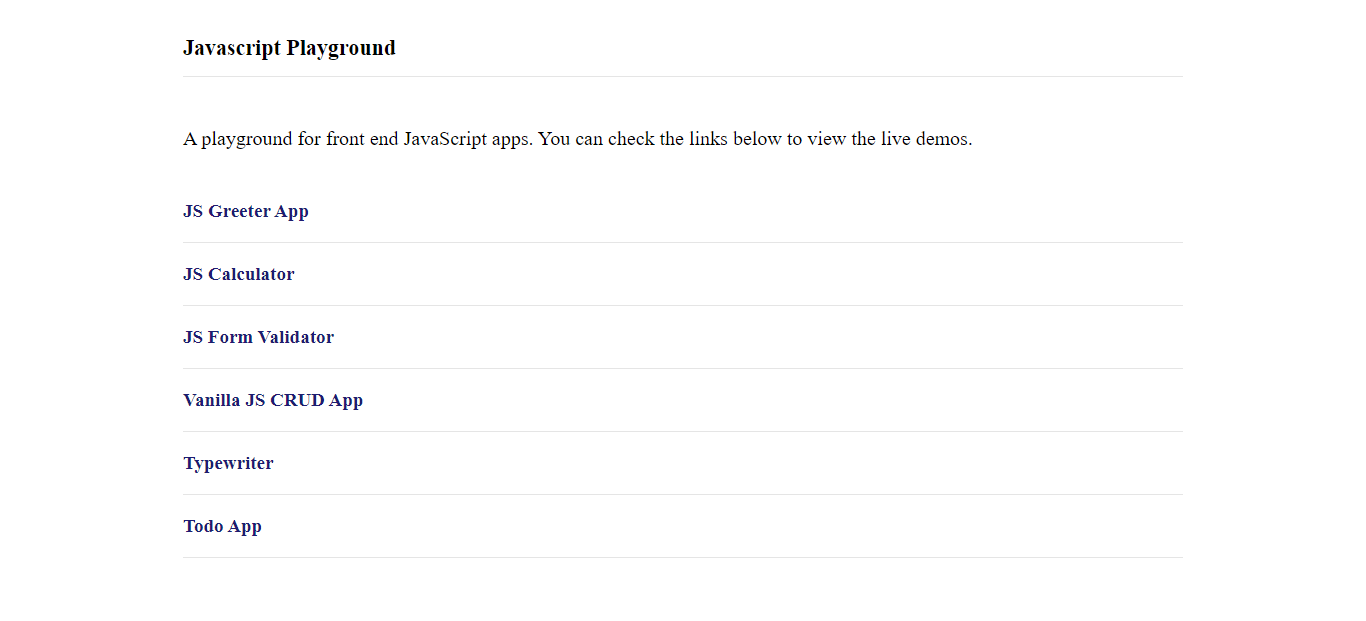 Javascript Playground
A playground for front end JavaScript apps. You can check the links below to view the live demos.
JS Greeter App
JS Calculator
JS Form Validator
Vanilla JS CRUD App
Typewriter
Todo App